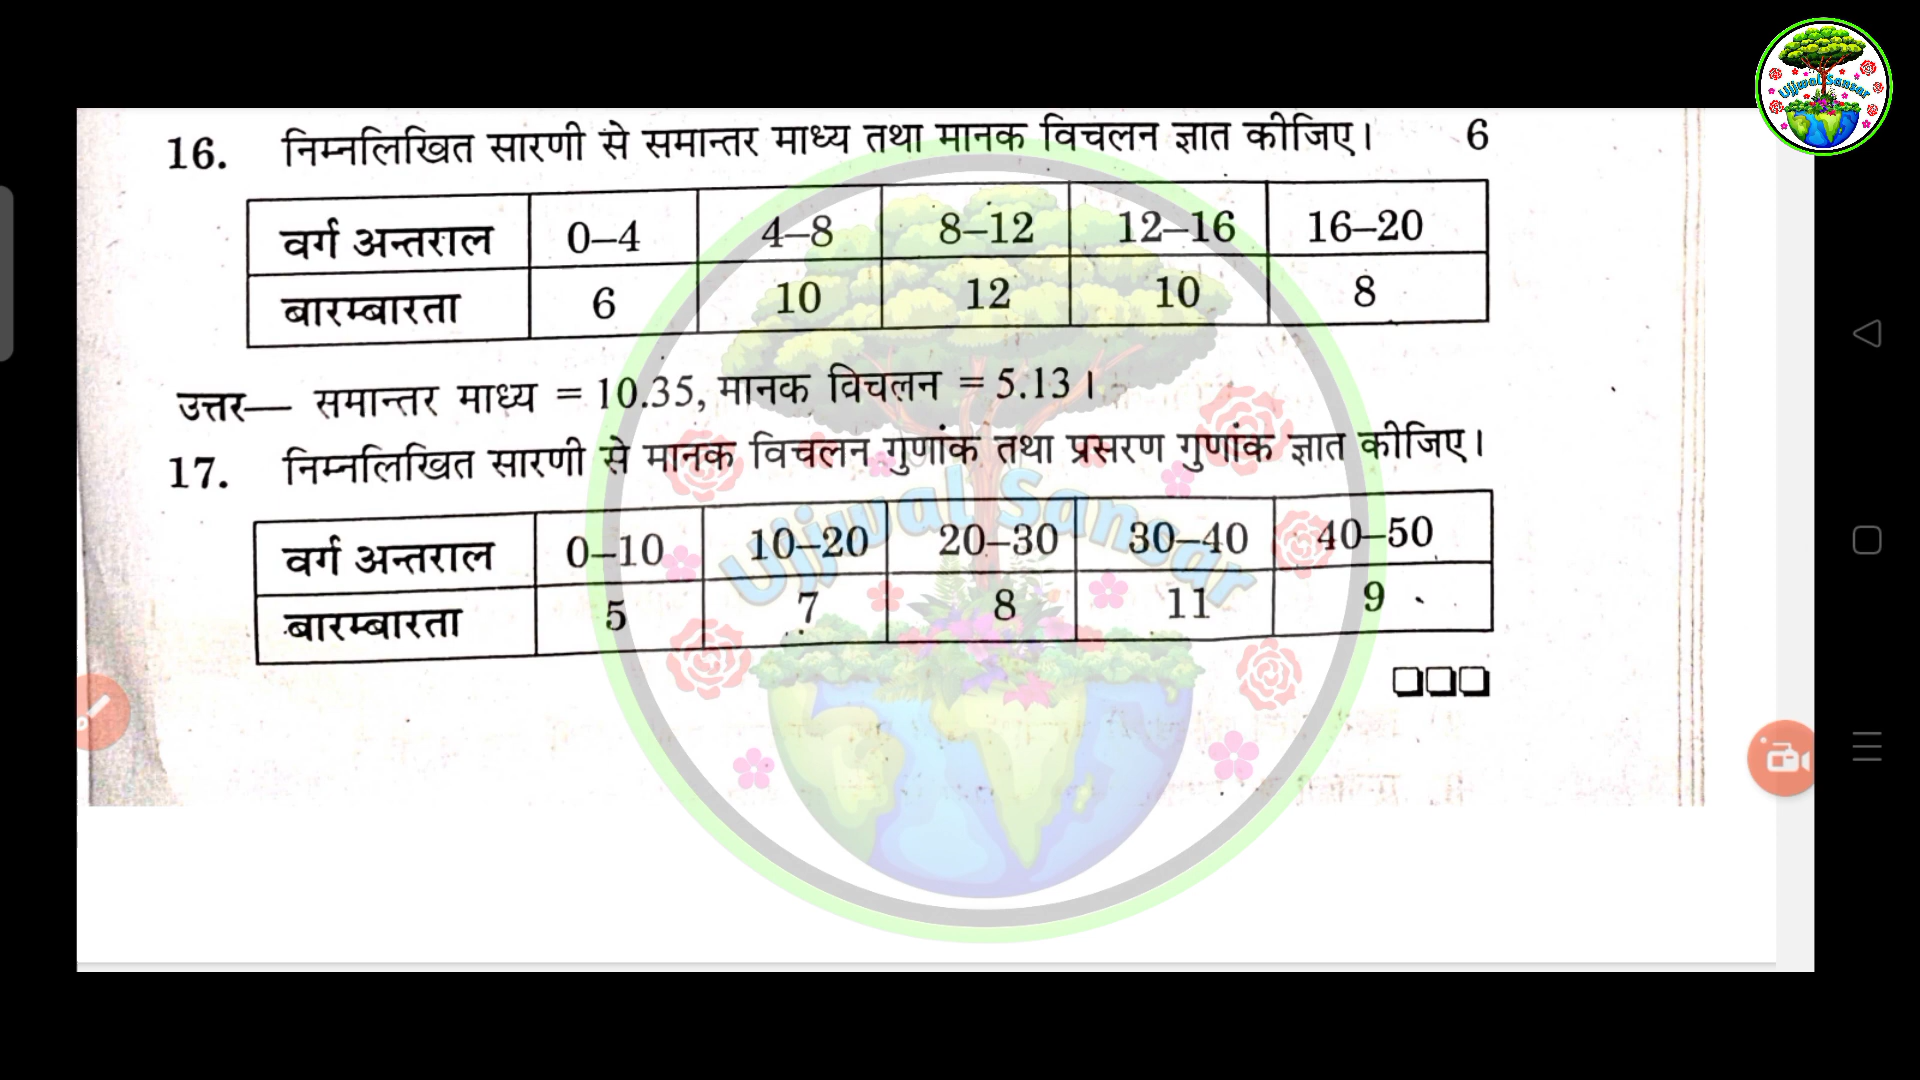 Ujjwal Sansar
16. निम्नलिखित सारणी से समान्तर माध्य तथा मानक विचलन ज्ञात कीजिए। 6
वर्ग अन्तराल 0–4 4–8 8–12 12–16 16–20
बारम्बारता 6 10 12 10 8
उत्तर— समान्तर माध्य = 10.35, मानक विचलन = 5.13।
17. निम्नलिखित सारणी से मानक विचलन गुणांक तथा प्रसरण गुणांक ज्ञात कीजिए।
वर्ग अन्तराल 0–10 10–20 20–30 30–40 40–50
बारम्बारता 5 7 8 11 9
Ujjwal Sansar